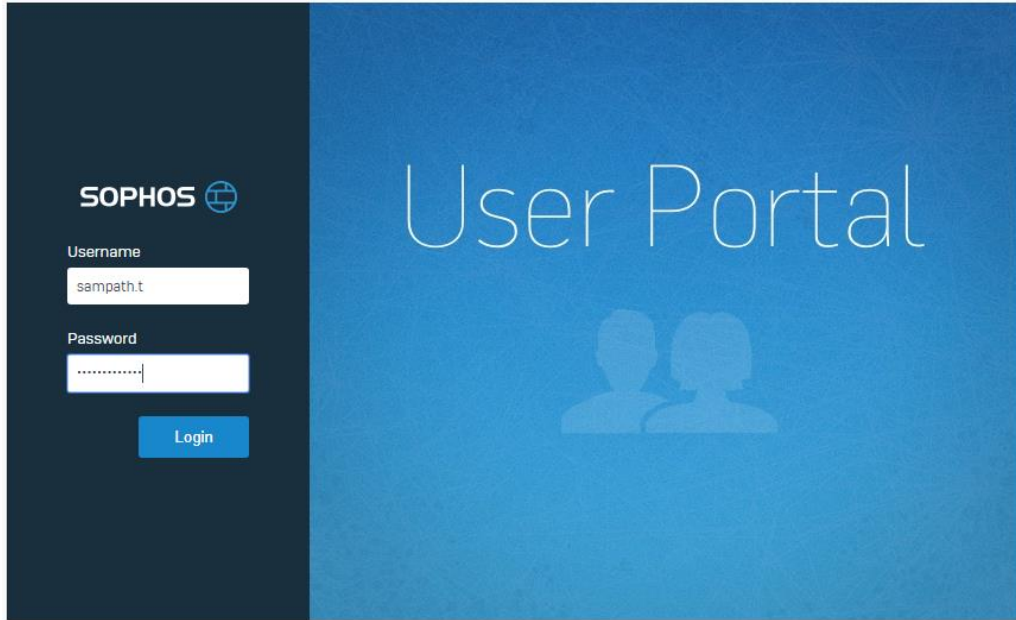 SOPHOS
Username
sampath.t
Password
•••••••••••••
Login
User Portal